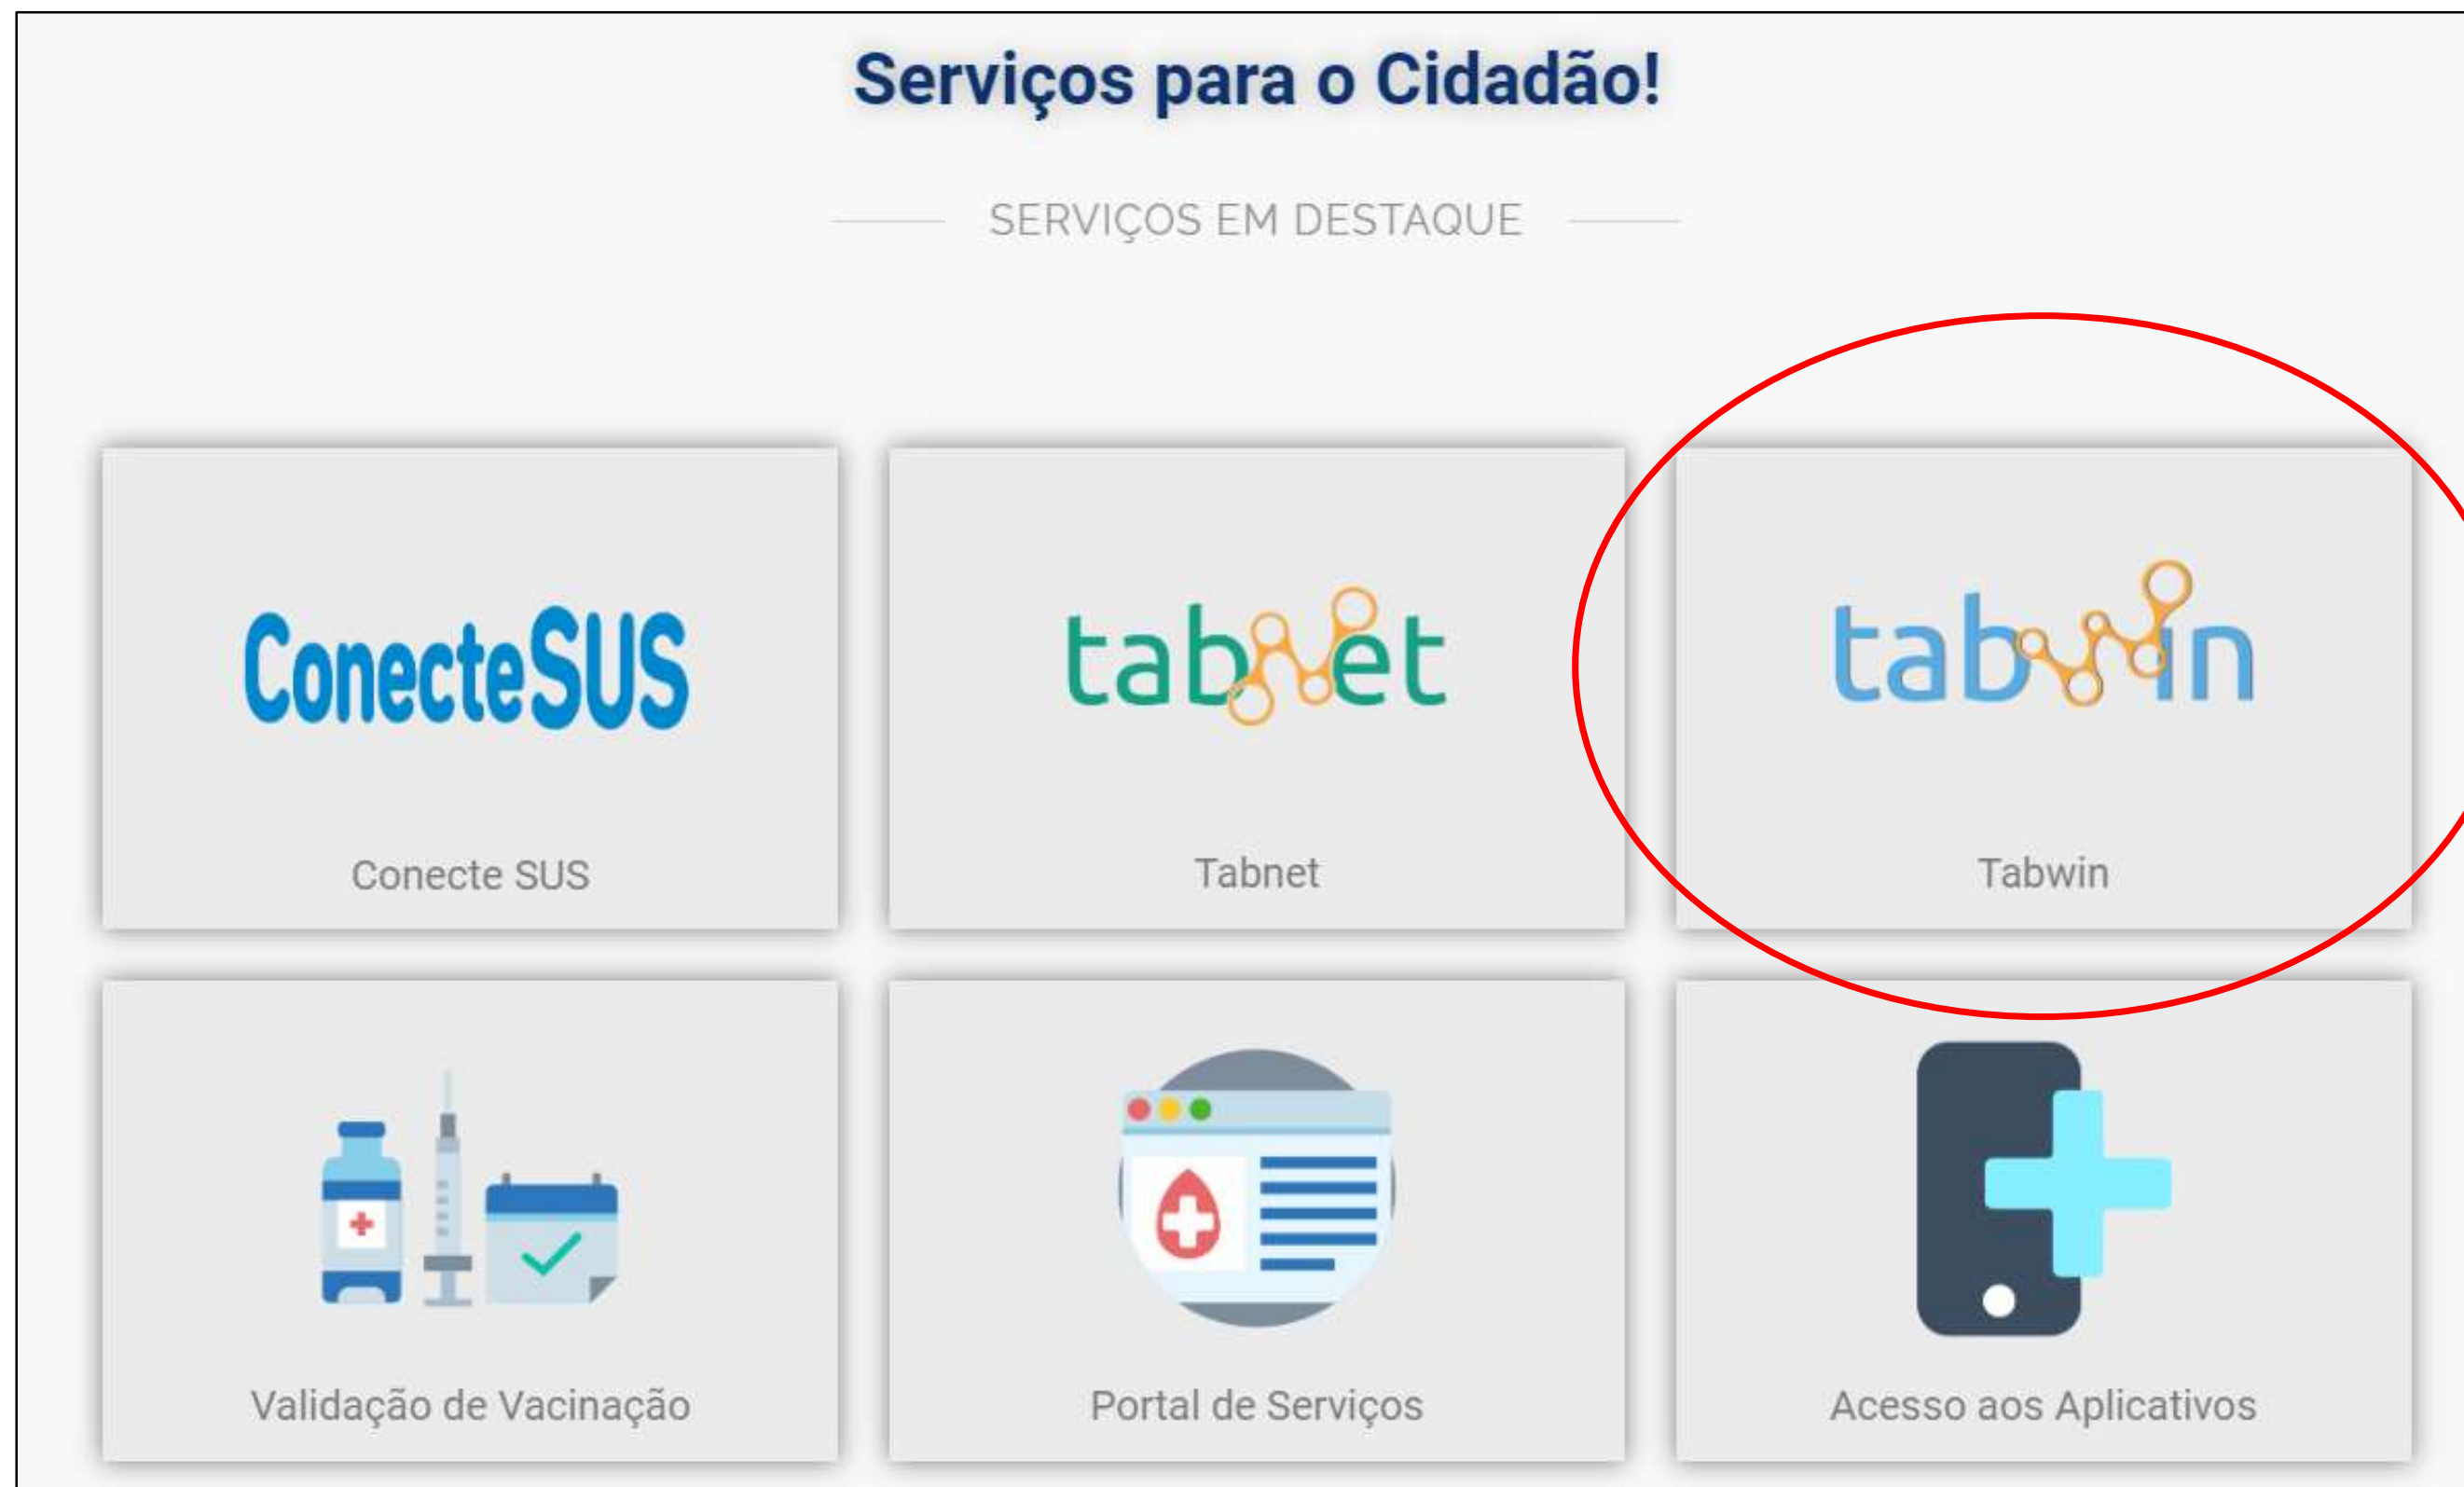 Serviços para o Cidadão!
SERVIÇOS EM DESTAQUE
ConecteSUS
tabnet
tabwin
Conecte SUS
Tabnet
Tabwin
Validação de Vacinação
Portal de Serviços
Acesso aos Aplicativos